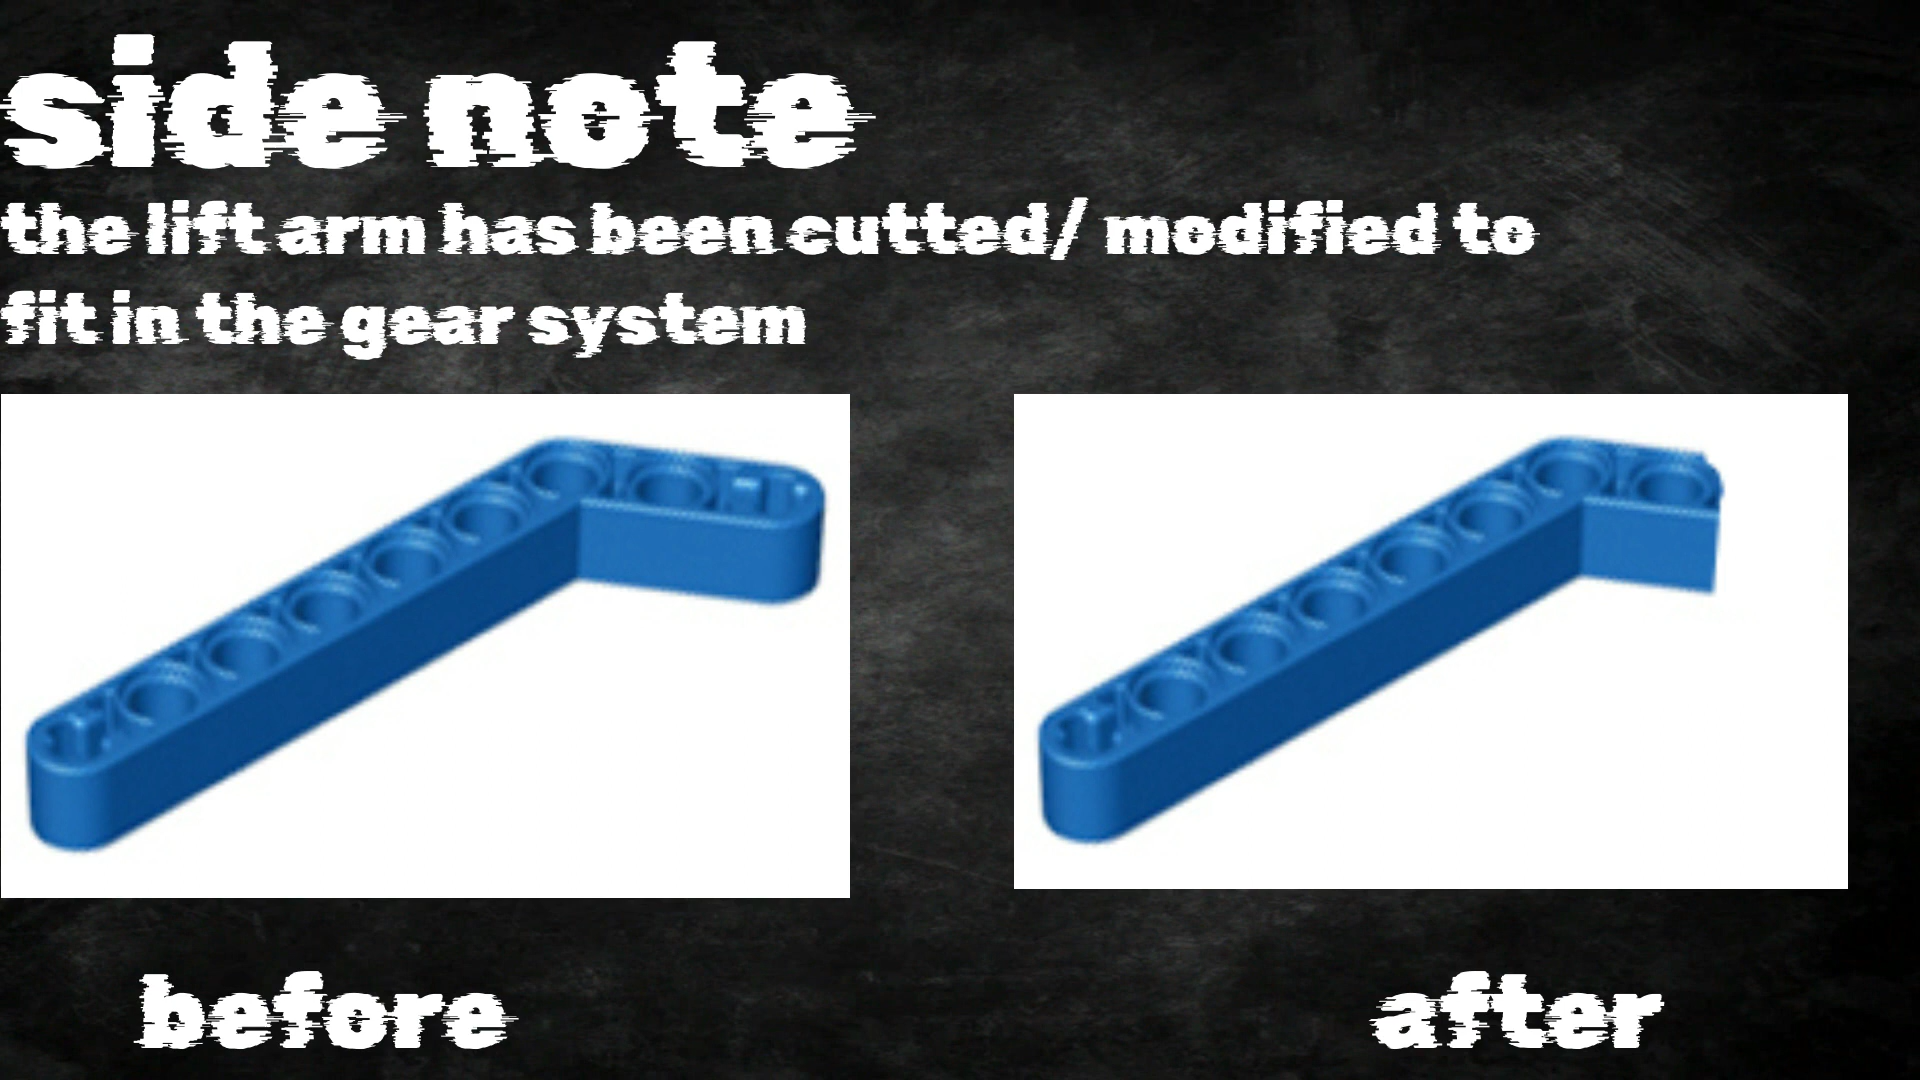 side note
the lift arm has been cutted/ modified to
fit in the gear system
before
after